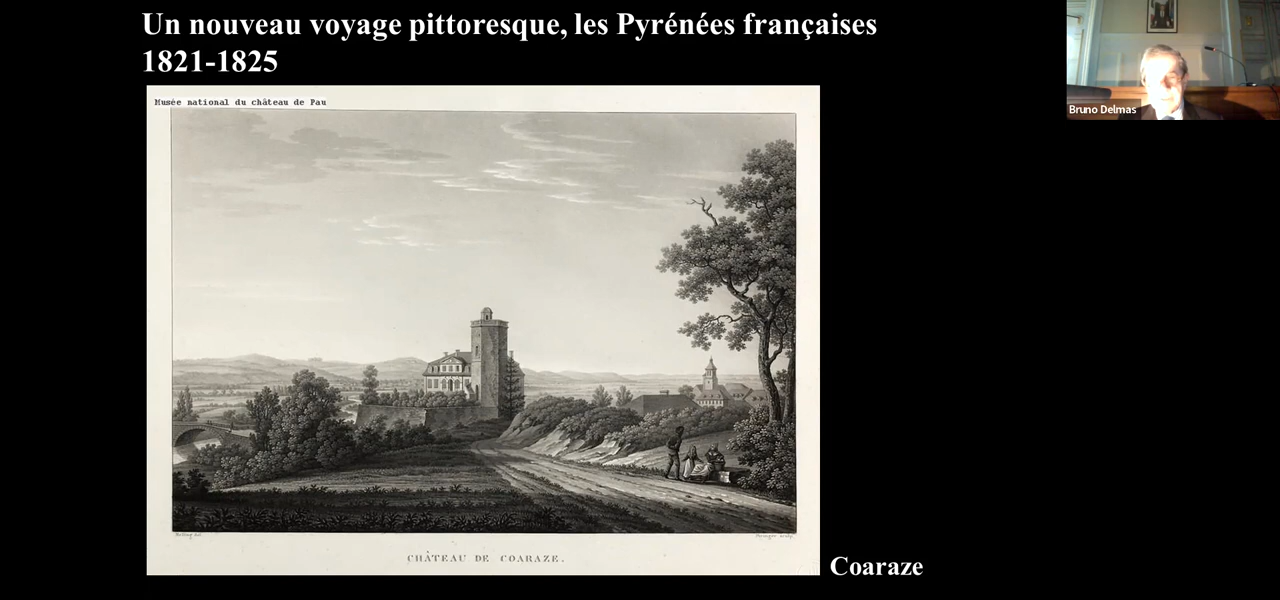 Un nouveau voyage pittoresque, les Pyrénées françaises
1821-1825
Bruno Delmas
Musée national du château de Pau
CHÂTEAU DE COARAZE.
Coaraze